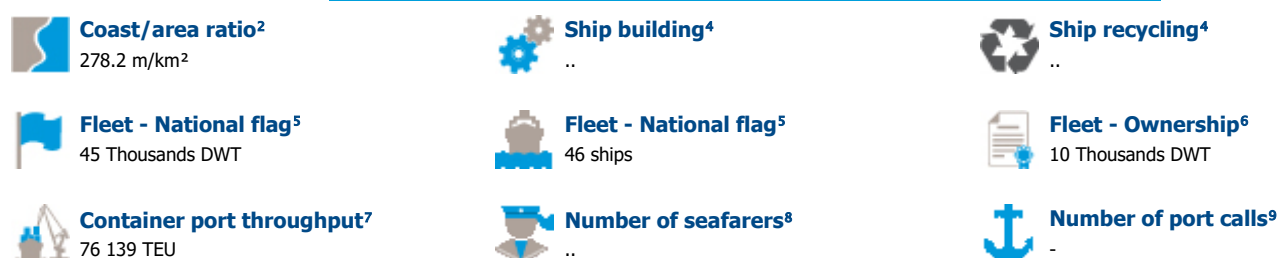 Coast/area ratio²
278.2 m/km²
Ship building⁴
..
Ship recycling⁴
..
Fleet - National flag⁵
45 Thousands DWT
Fleet - National flag⁵
46 ships
Fleet - Ownership⁶
10 Thousands DWT
Container port throughput⁷
76 139 TEU
Number of seafarers⁸
..
Number of port calls⁹
-